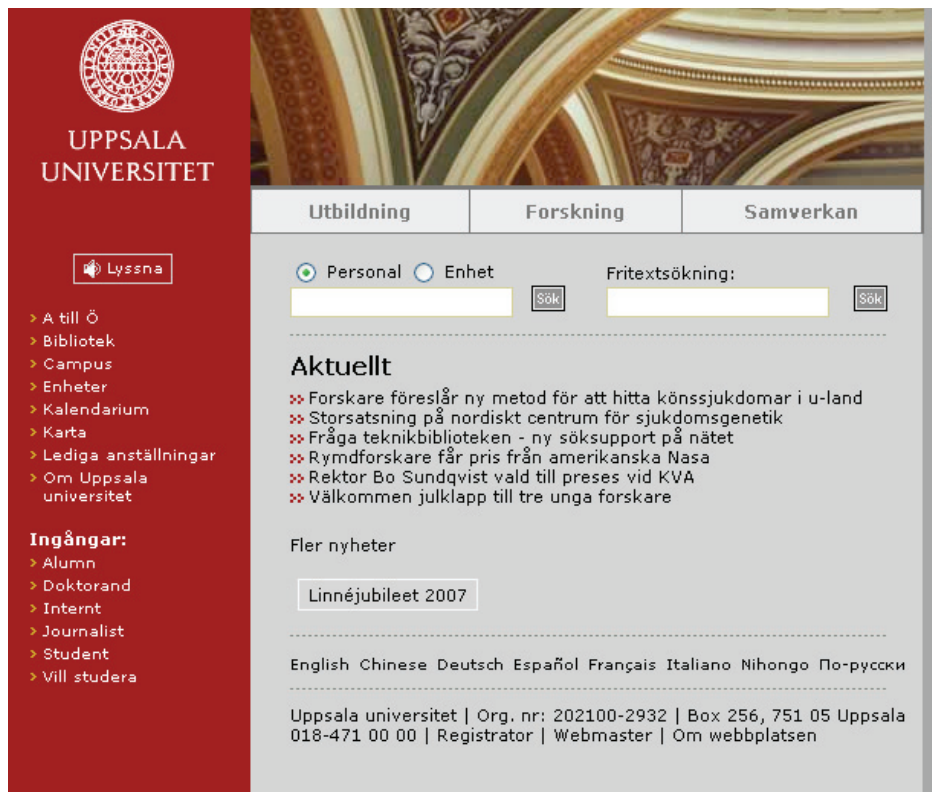 UPPSALA
UNIVERSITET
Utbildning
Forskning
Samverkan
Lyssna
> A till Ö
> Bibliotek
> Campus
> Enheter
> Kalendarium
> Karta
> Lediga anställningar
> Om Uppsala
universitet
Ingångar:
> Alumn
> Doktorand
> Internt
> Journalist
> Student
> Vill studera
Personal Enhet
Sök
Fritextsökning:
Sök
Aktuellt
>> Forskare föreslår ny metod för att hitta könssjukdomar i u-land
>> Storsatsning på nordiskt centrum för sjukdomsgenetik
>> Fråga teknikbiblioteken - ny söksupport på nätet
>> Rymdforskare får pris från amerikanska Nasa
>> Rektor Bo Sundqvist vald till preses vid KVA
>> Välkommen julklapp till tre unga forskare
Fler nyheter
Linnéjubileet 2007
English Chinese Deutsch Español Français Italiano Nihongo По-русски
Uppsala universitet | Org. nr: 202100-2932 | Box 256, 751 05 Uppsala
018-471 00 00 | Registrator | Webmaster | Om webbplatsen